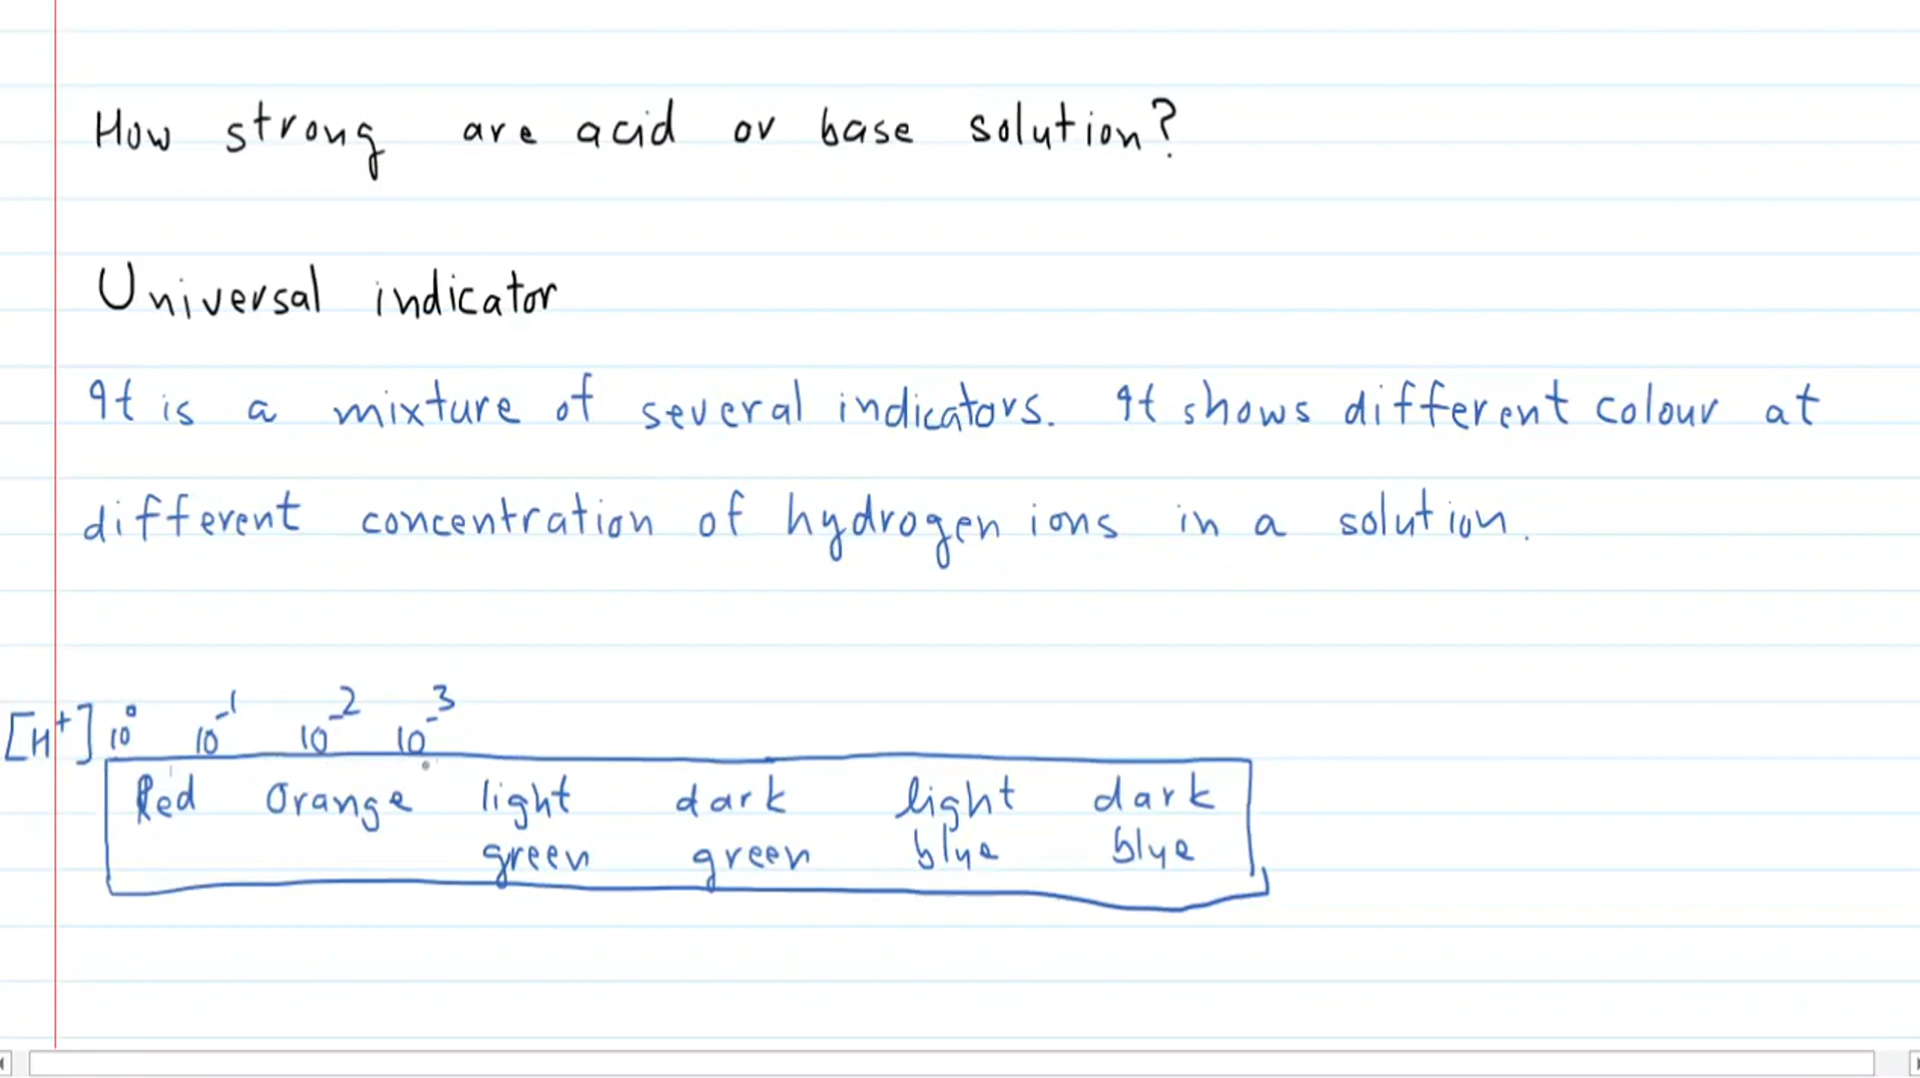 How strong are acid or base solution?
Universal indicator
It is a mixture of several indicators. It shows different colour at
different concentration of hydrogen ions in a solution.
[H⁺] 10⁰ 10⁻¹ 10⁻² 10⁻³
Red Orange light dark light dark
green green blue blue